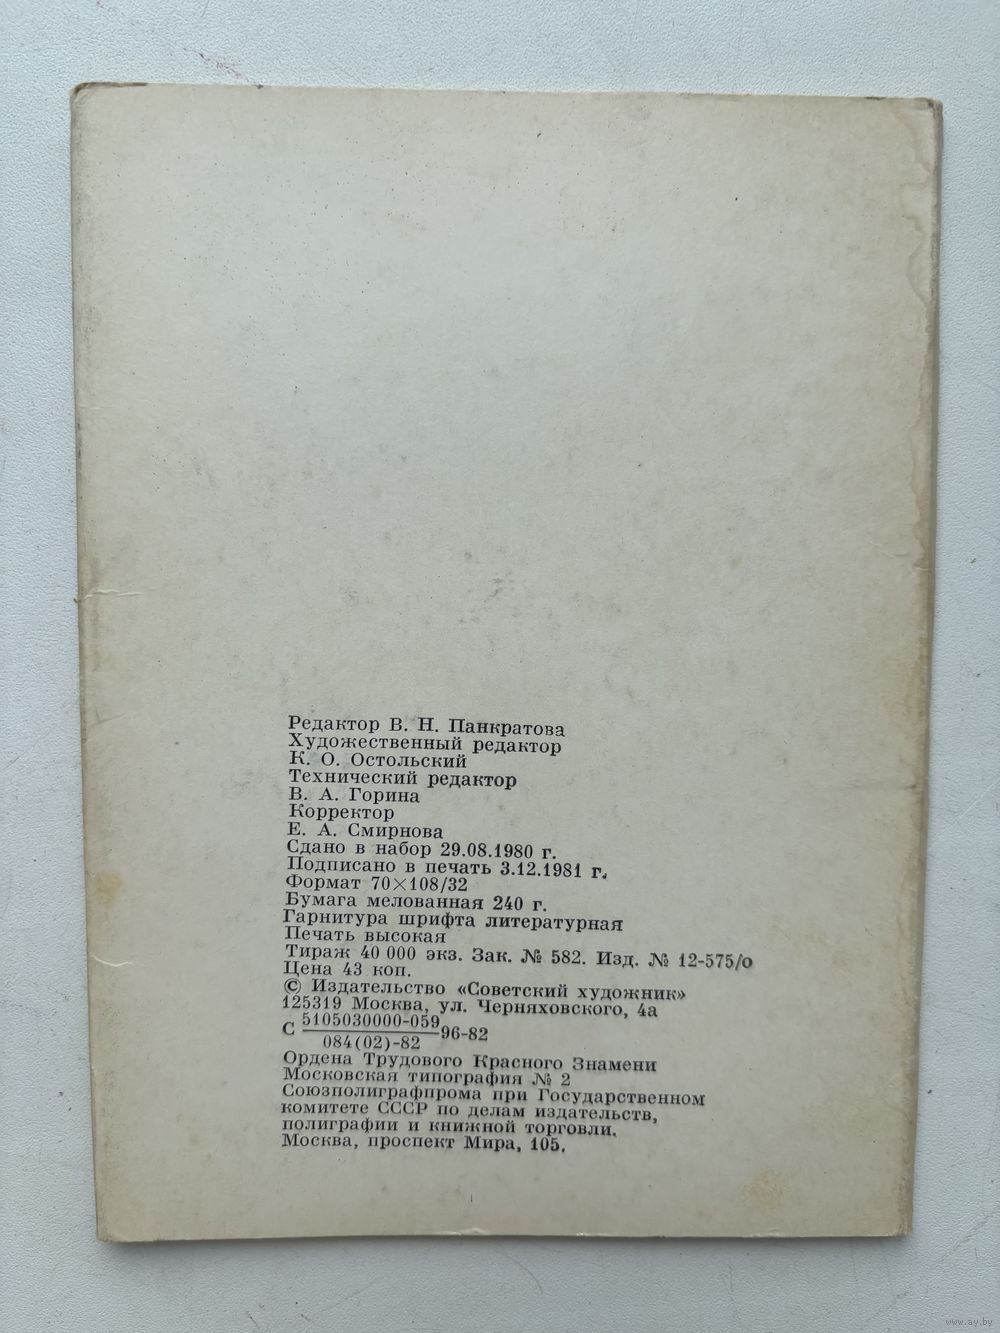 Редактор В. Н. Панкратова
Художественный редактор
К. О. Остольский
Технический редактор
В. А. Горина
Корректор
Е. А. Смирнова
Сдано в набор 29.08.1980 г.
Подписано в печать 3.12.1981 г.
Формат 70×108/32
Бумага мелованная 240 г.
Гарнитура шрифта литературная
Печать высокая
Тираж 40 000 экз. Зак. № 582. Изд. № 12-575/о
Цена 43 коп.
© Издательство «Советский художник»
125319 Москва, ул. Черняховского, 4а
С 5105030000-059 96-82
084(02)-82
Ордена Трудового Красного Знамени
Московская типография № 2
Союзполиграфпрома при Государственном
комитете СССР по делам издательств,
полиграфии и книжной торговли.
Москва, проспект Мира, 105.
www.ay.by